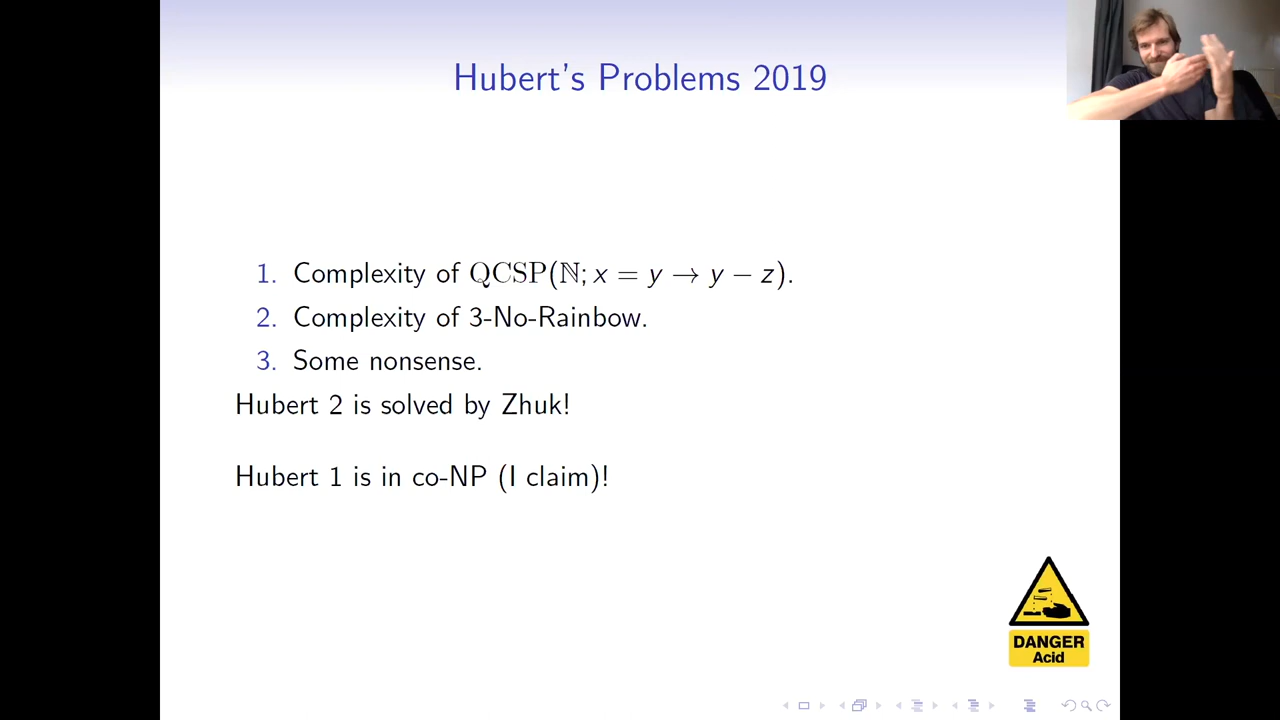 Hubert's Problems 2019
1. Complexity of QCSP(ℕ; x = y → y − z).
2. Complexity of 3-No-Rainbow.
3. Some nonsense.
Hubert 2 is solved by Zhuk!
Hubert 1 is in co-NP (I claim)!
DANGER
Acid